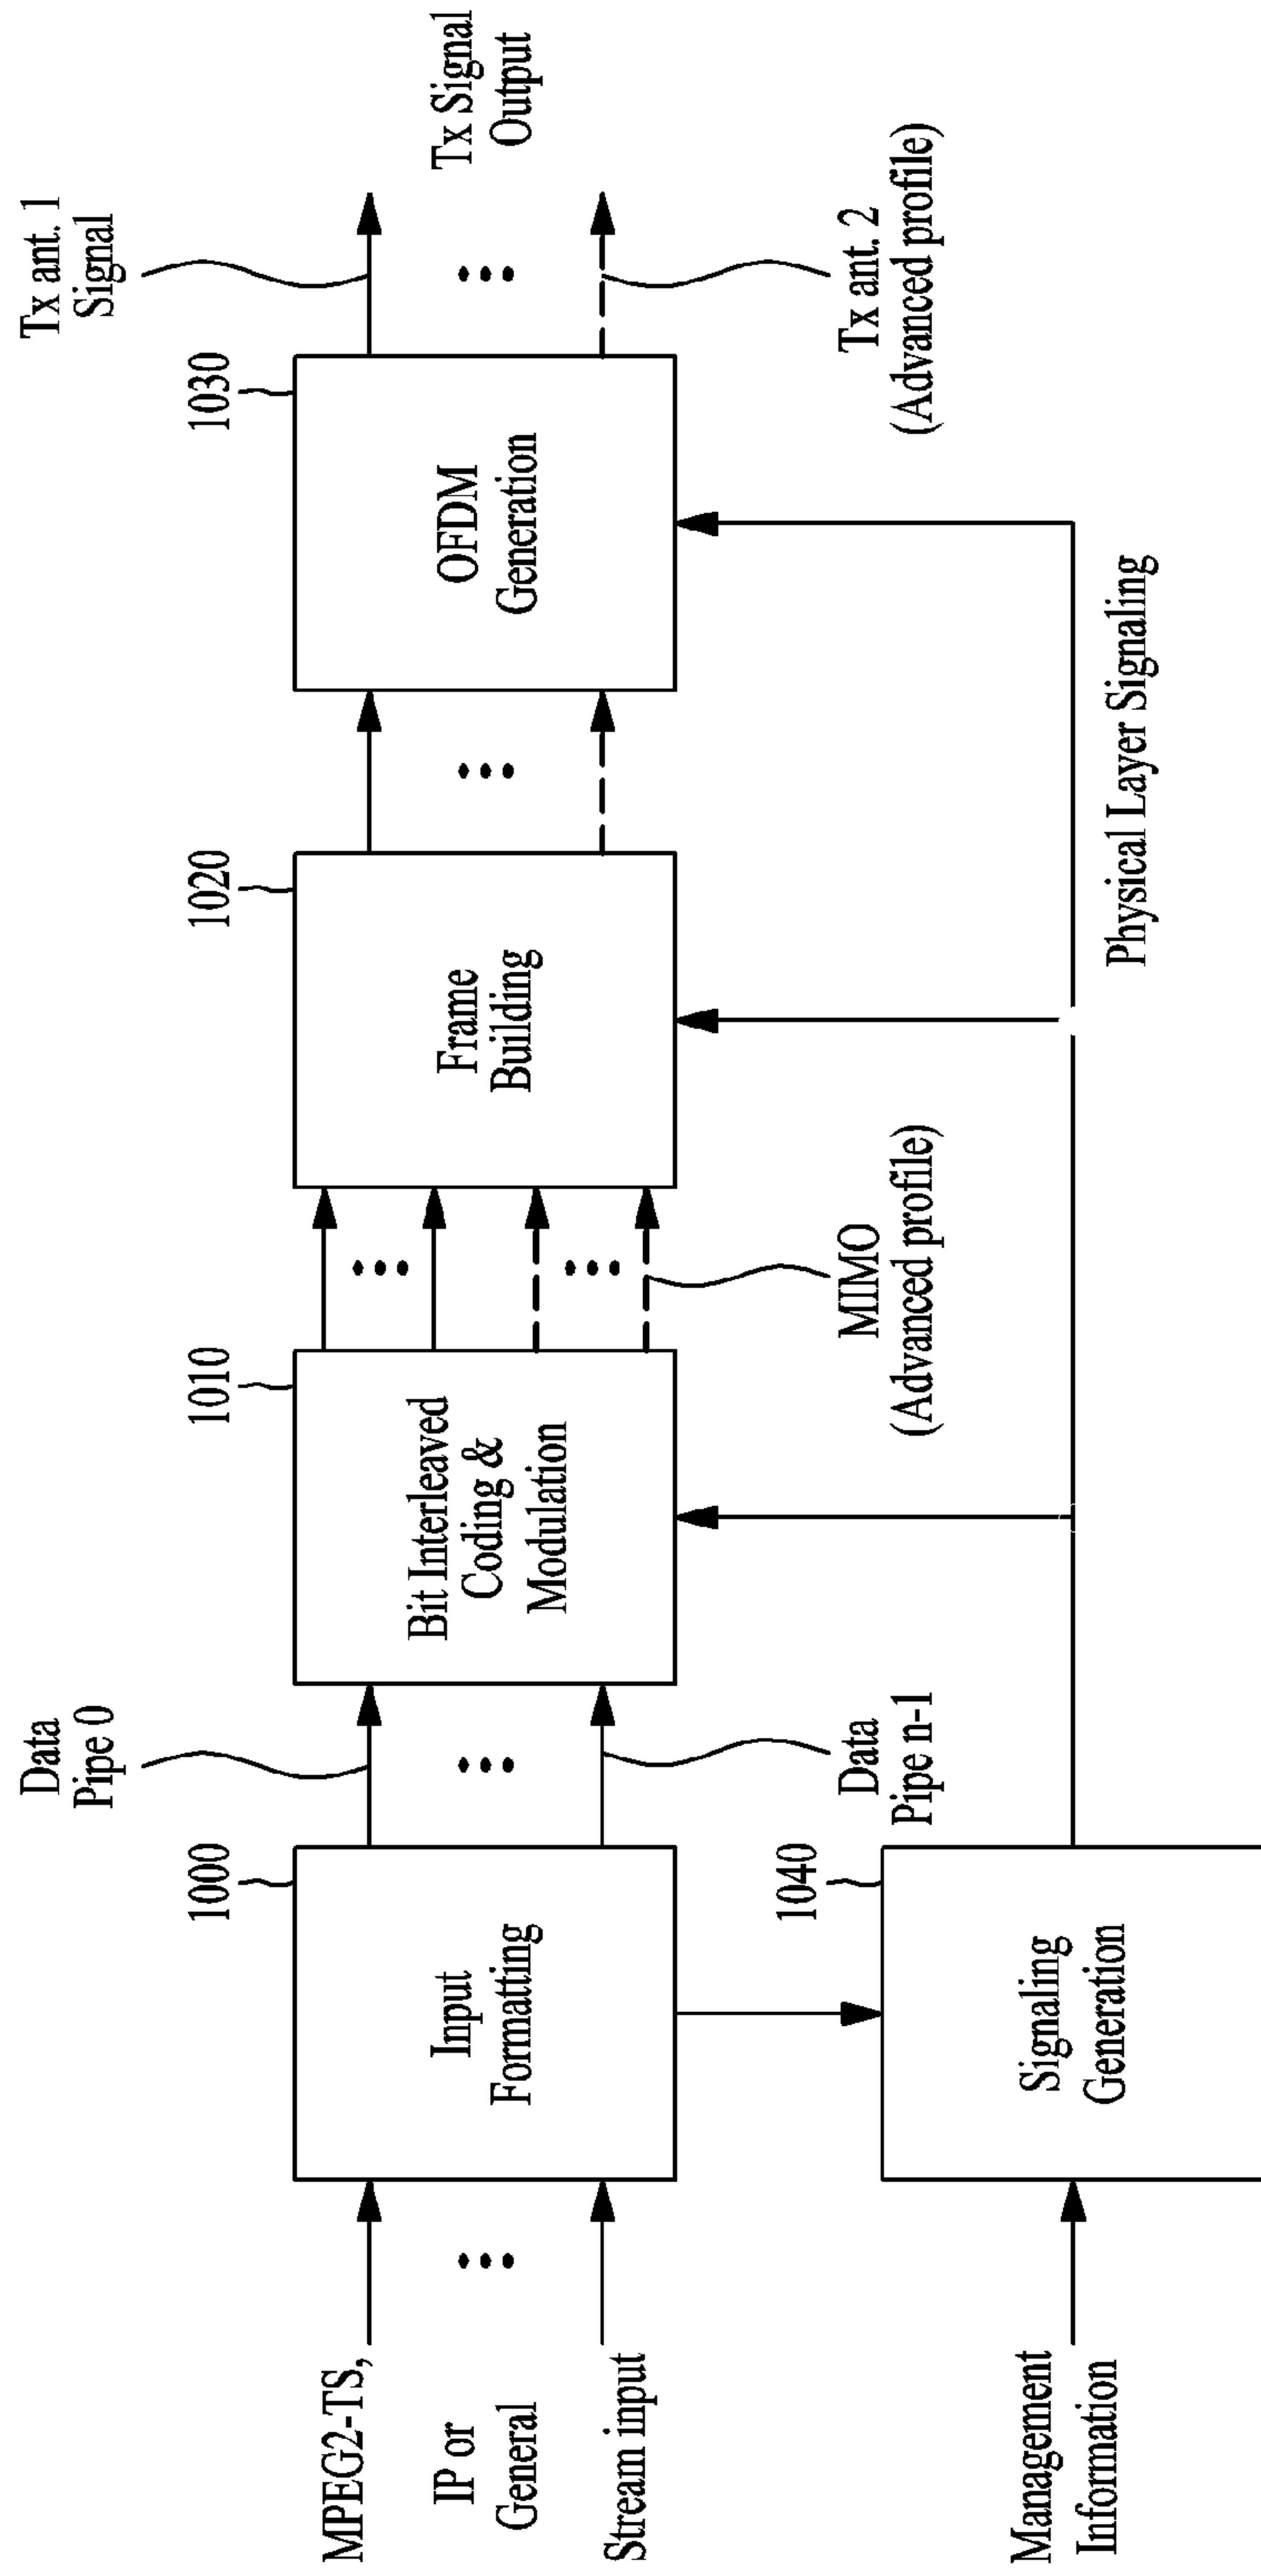 MPEG2-TS,
IP or
General
Stream input
1000
Input
Formatting
Data
Pipe 0
Data
Pipe n-1
1010
Bit Interleaved
Coding &
Modulation
MIMO
(Advanced profile)
1020
Frame
Building
1030
OFDM
Generation
Tx ant. 1
Signal
Tx Signal
Output
Tx ant. 2
(Advanced profile)
Management
Information
1040
Signaling
Generation
Physical Layer Signaling